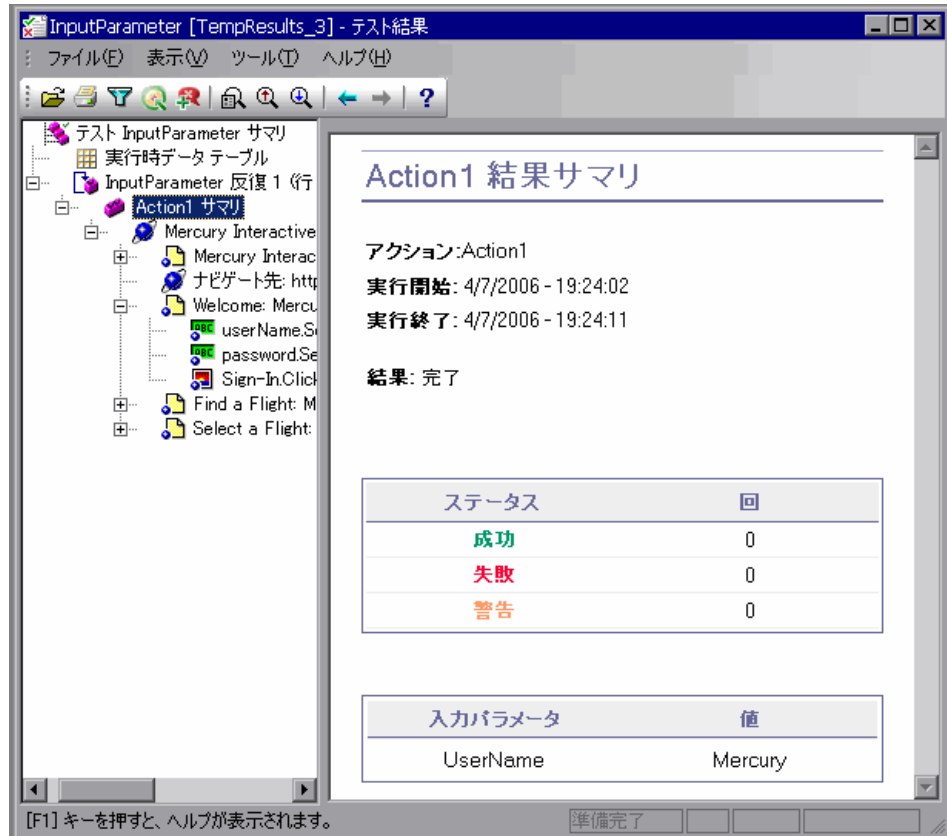 InputParameter [TempResults_3] - テスト結果
ファイル(F) 表示(V) ツール(T) ヘルプ(H)
テスト InputParameter サマリ
実行時データ テーブル
InputParameter 反復 1 (行
Action1 サマリ
Mercury Interactive
Mercury Interac
ナビゲート先: http
Welcome: Mercu
userName.Se
password.Se
Sign-In.Click
Find a Flight: M
Select a Flight:
Action1 結果サマリ
アクション:Action1
実行開始: 4/7/2006 - 19:24:02
実行終了: 4/7/2006 - 19:24:11
結果: 完了
ステータス 回
成功 0
失敗 0
警告 0
入力パラメータ 値
UserName Mercury
[F1] キーを押すと、ヘルプが表示されます。 準備完了